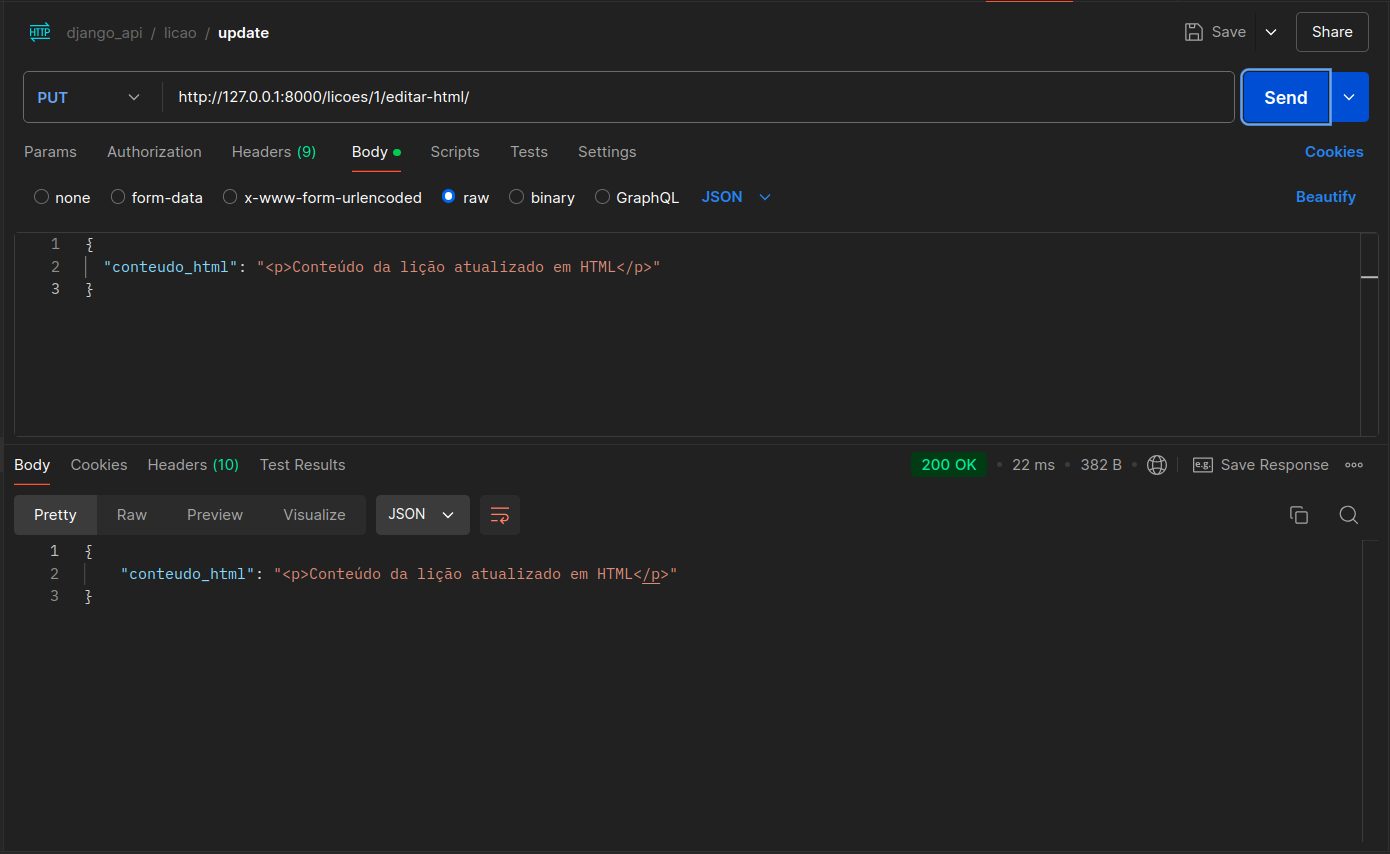 HTTP django_api / licao / update Save Share
PUT http://127.0.0.1:8000/licoes/1/editar-html/ Send
Params Authorization Headers (9) Body Scripts Tests Settings Cookies
none form-data x-www-form-urlencoded raw binary GraphQL JSON Beautify
1 {
2 "conteudo_html": "<p>Conteúdo da lição atualizado em HTML</p>"
3 }
Body Cookies Headers (10) Test Results 200 OK 22 ms 382 B e.g. Save Response
Pretty Raw Preview Visualize JSON
1 {
2 "conteudo_html": "<p>Conteúdo da lição atualizado em HTML</p>"
3 }